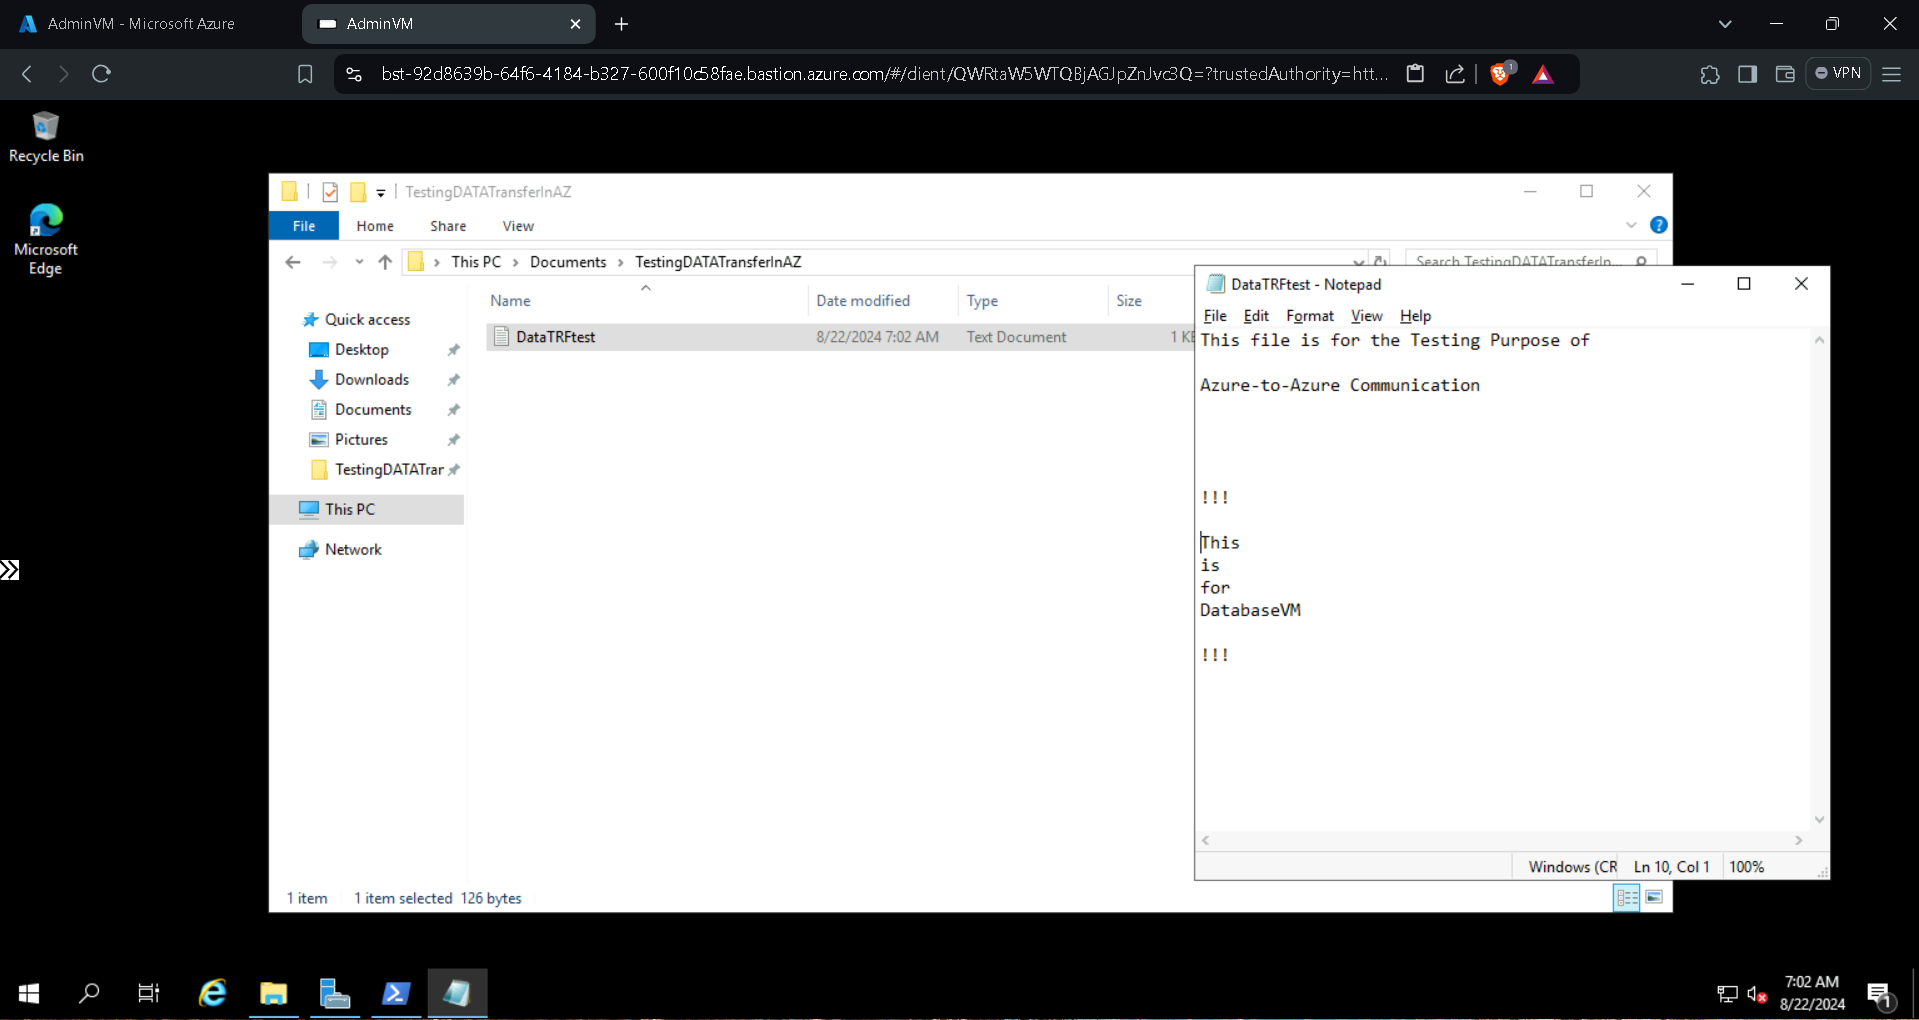 AdminVM - Microsoft Azure
AdminVM
bst-92d8639b-64f6-4184-b327-600f10c58fae.bastion.azure.com/#/client/QWRtaW5WTQBjAGJpZnJvc3Q=?trustedAuthority=htt...
1
VPN
Recycle Bin
Microsoft
Edge
TestingDATATransferInAZ
File Home Share View
This PC > Documents > TestingDATATransferInAZ
Search TestingDATATransferIn...
Name Date modified Type Size
DataTRFtest 8/22/2024 7:02 AM Text Document 1 KB
Quick access
Desktop
Downloads
Documents
Pictures
TestingDATATrar
This PC
Network
1 item 1 item selected 126 bytes
DataTRFtest - Notepad
File Edit Format View Help
This file is for the Testing Purpose of
Azure-to-Azure Communication
!!!
This
is
for
DatabaseVM
!!!
Windows (CR Ln 10, Col 1 100%
7:02 AM
8/22/2024
1